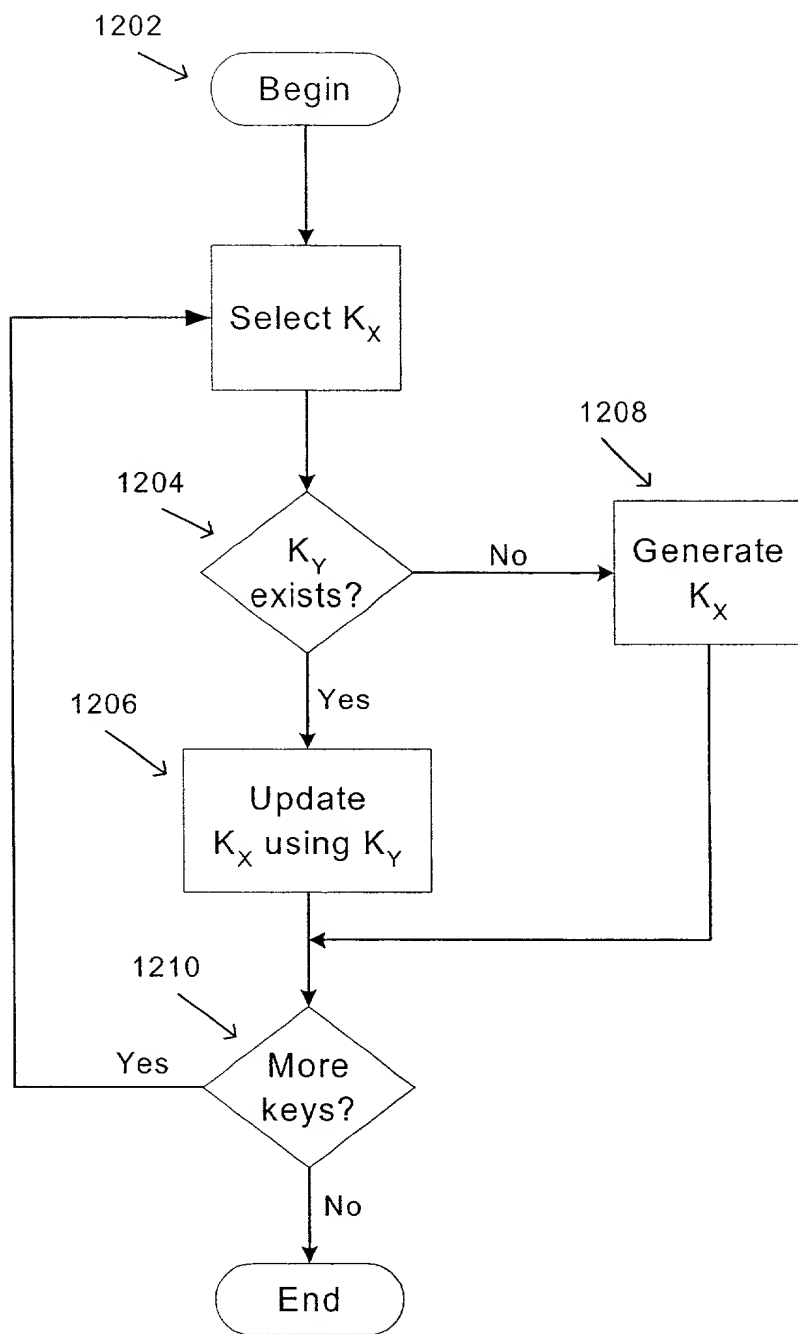 1202
Begin
Select K_X
1208
1204
K_Y
exists?
No
Generate
K_X
Yes
1206
Update
K_X using K_Y
1210
Yes
More
keys?
No
End